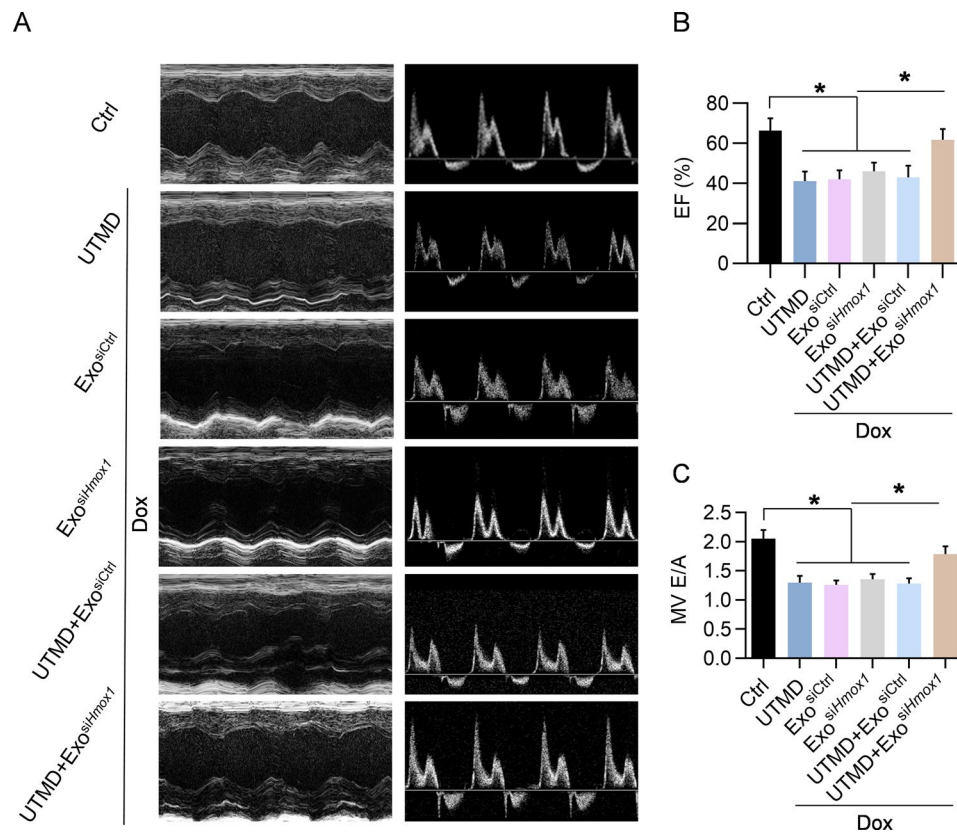 A
Ctrl
UTMD
Exo^siCtrl
Exo^siHmox1
UTMD+Exo^siCtrl
UTMD+Exo^siHmox1
Dox
B
*
*
EF (%)
80
60
40
20
0
Ctrl
UTMD
Exo^siCtrl
Exo^siHmox1
UTMD+Exo^siCtrl
UTMD+Exo^siHmox1
Dox
C
*
*
MV E/A
2.5
2.0
1.5
1.0
0.5
0.0
Ctrl
UTMD
Exo^siCtrl
Exo^siHmox1
UTMD+Exo^siCtrl
UTMD+Exo^siHmox1
Dox